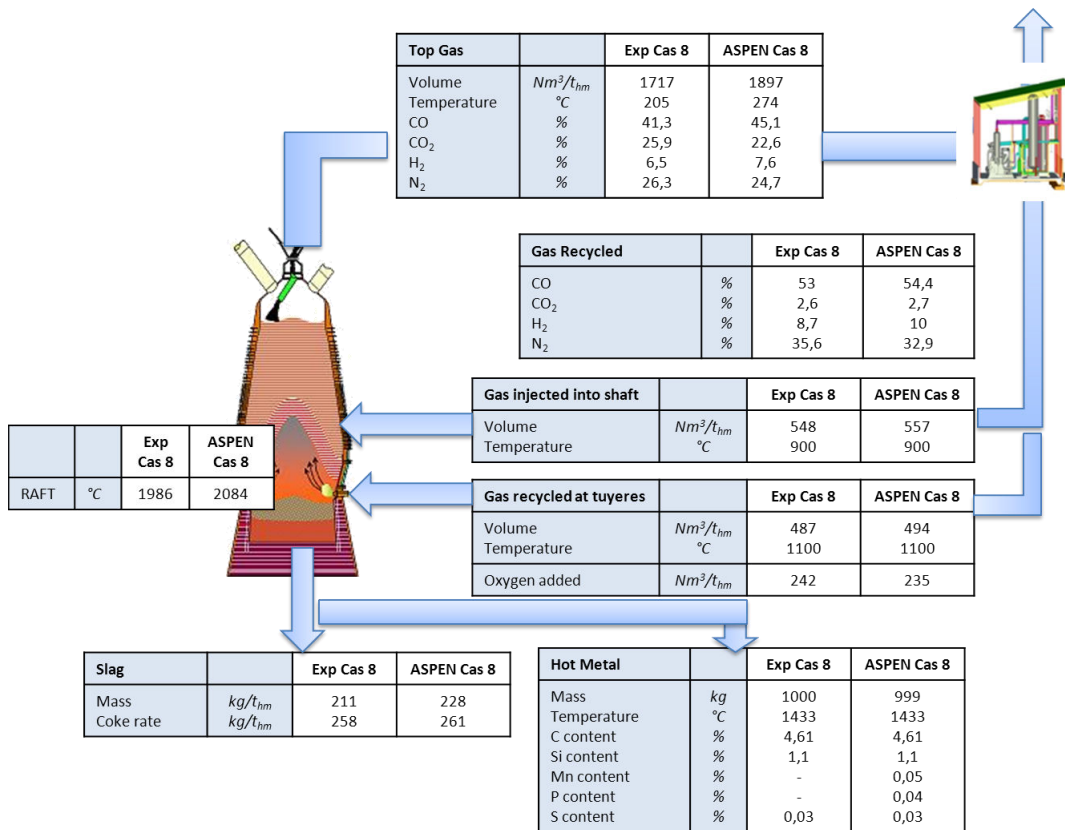 Top Gas Exp Cas 8 ASPEN Cas 8
Volume Nm³/t_hm 1717 1897
Temperature °C 205 274
CO % 41,3 45,1
CO₂ % 25,9 22,6
H₂ % 6,5 7,6
N₂ % 26,3 24,7
Gas Recycled Exp Cas 8 ASPEN Cas 8
CO % 53 54,4
CO₂ % 2,6 2,7
H₂ % 8,7 10
N₂ % 35,6 32,9
Gas injected into shaft Exp Cas 8 ASPEN Cas 8
Volume Nm³/t_hm 548 557
Temperature °C 900 900
Exp Cas 8 ASPEN Cas 8
RAFT °C 1986 2084
Gas recycled at tuyeres Exp Cas 8 ASPEN Cas 8
Volume Nm³/t_hm 487 494
Temperature °C 1100 1100
Oxygen added Nm³/t_hm 242 235
Slag Exp Cas 8 ASPEN Cas 8
Mass kg/t_hm 211 228
Coke rate kg/t_hm 258 261
Hot Metal Exp Cas 8 ASPEN Cas 8
Mass kg 1000 999
Temperature °C 1433 1433
C content % 4,61 4,61
Si content % 1,1 1,1
Mn content % - 0,05
P content % - 0,04
S content % 0,03 0,03